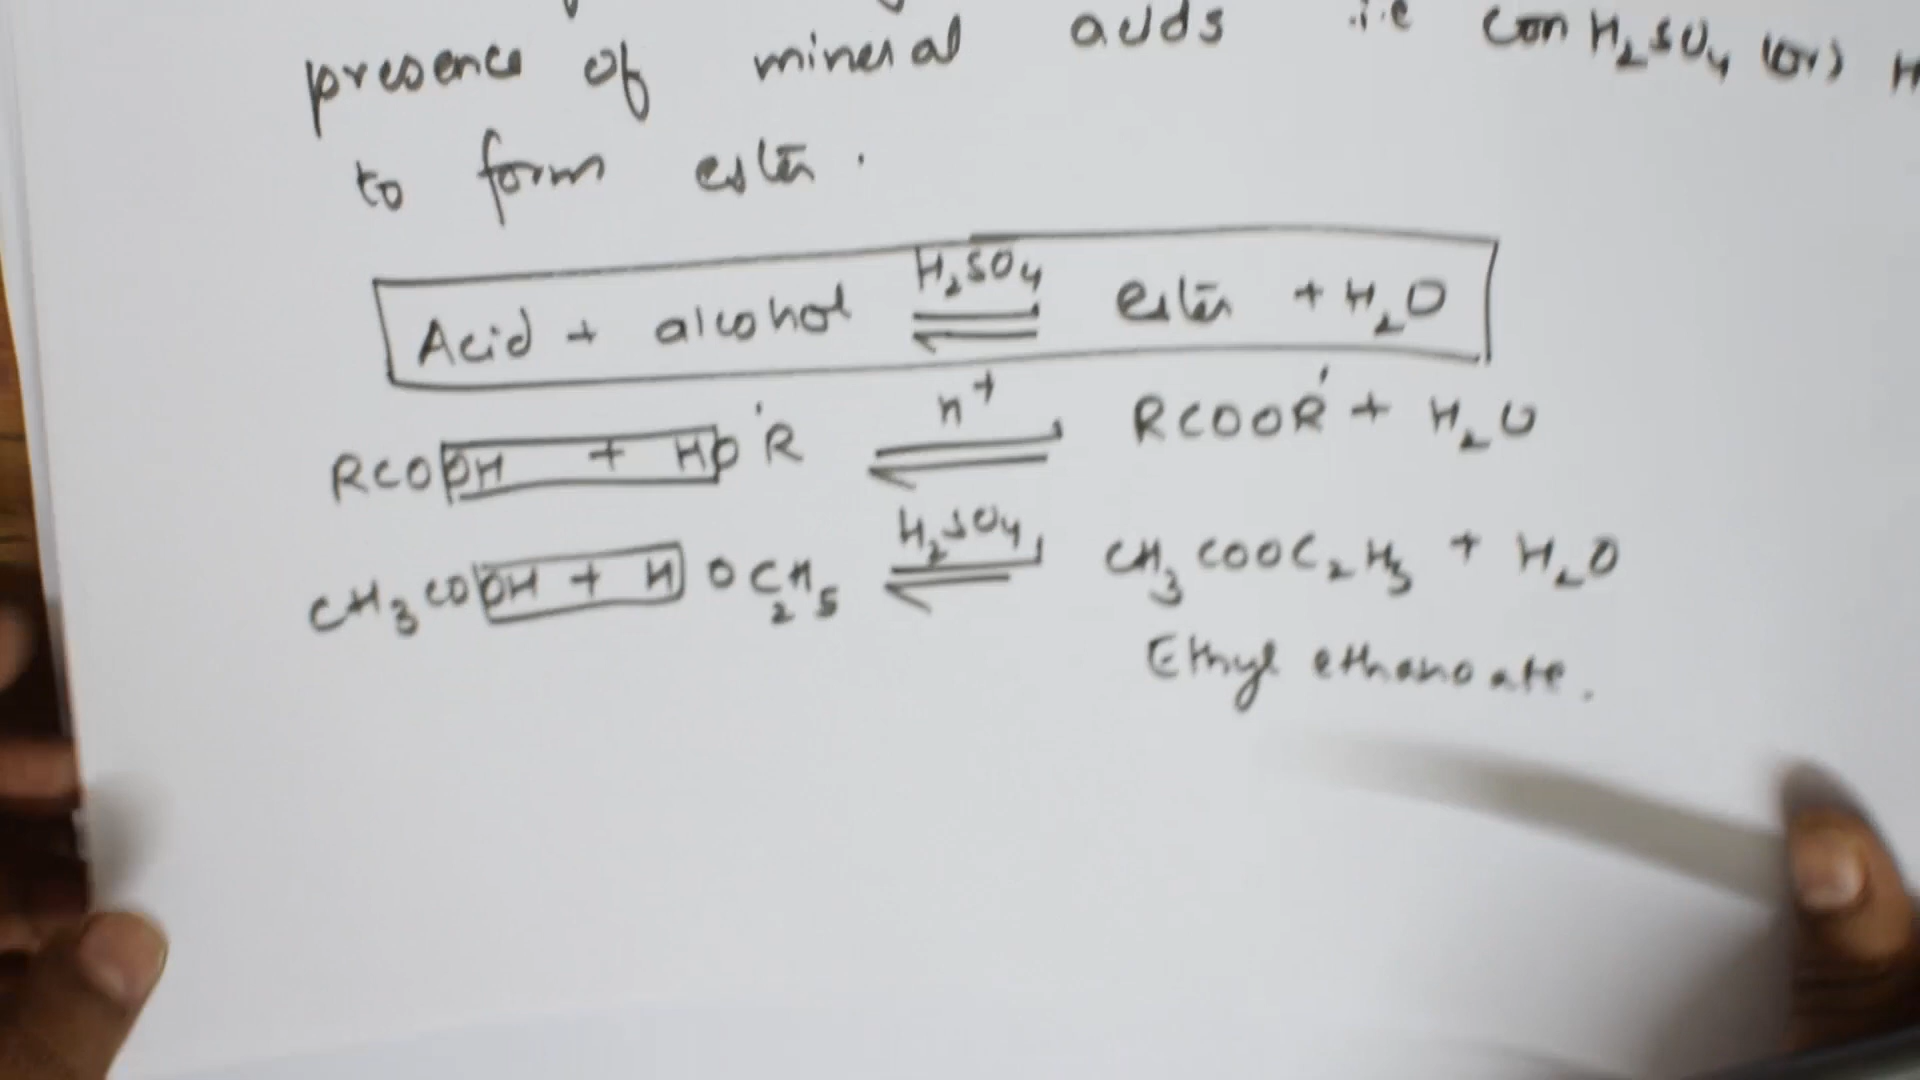 presence of mineral acids i.e con H₂SO₄ (or) H
to form ester.
Acid + alcohol ⇌ H₂SO₄ ester + H₂O
RCOOH + HOR' ⇌ H⁺ RCOOR' + H₂O
CH₃COOH + HOC₂H₅ ⇌ H₂SO₄ CH₃COOC₂H₅ + H₂O
Ethyl ethanoate.